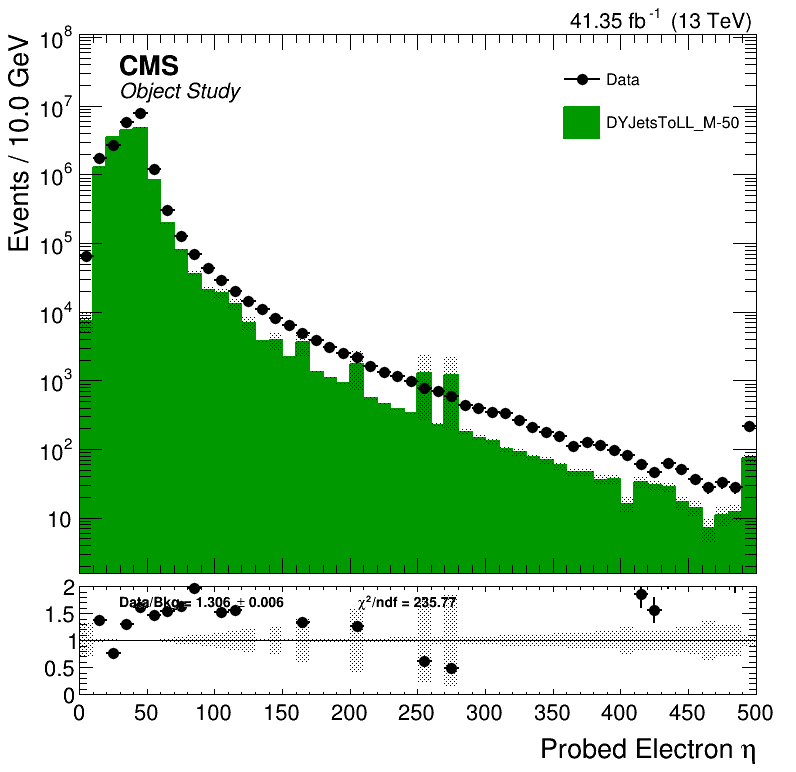 41.35 fb⁻¹ (13 TeV)
CMS
Object Study
Data
DYJetsToLL_M-50
Events / 10.0 GeV
10⁸
10⁷
10⁶
10⁵
10⁴
10³
10²
10
Data/Bkg = 1.306 ± 0.006
χ²/ndf = 235.77
2
1.5
1
0.5
0
0 50 100 150 200 250 300 350 400 450 500
Probed Electron η